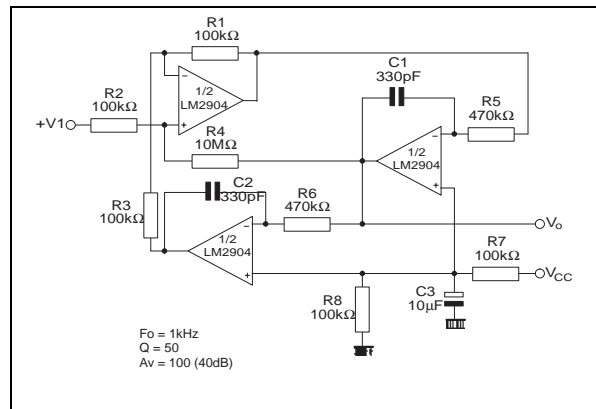 R1
100kΩ
C1
330pF
R2
100kΩ
1/2
LM2904
R5
470kΩ
+V1
R4
10MΩ
1/2
LM2904
C2
330pF
R3
100kΩ
R6
470kΩ
1/2
LM2904
Vo
R7
100kΩ
VCC
R8
100kΩ
C3
10µF
Fo = 1kHz
Q = 50
Av = 100 (40dB)